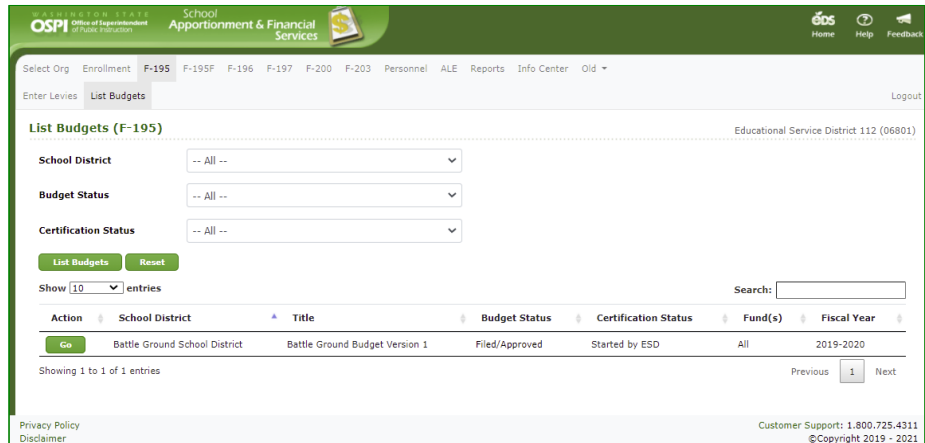 WASHINGTON STATE
OSPI Office of Superintendent of Public Instruction
School Apportionment & Financial Services
eds Home
Help
Feedback
Select Org Enrollment F-195 F-195F F-196 F-197 F-200 F-203 Personnel ALE Reports Info Center Old
Enter Levies List Budgets Logout
List Budgets (F-195) Educational Service District 112 (06801)
School District -- All --
Budget Status -- All --
Certification Status -- All --
List Budgets Reset
Show 10 entries Search:
Action School District Title Budget Status Certification Status Fund(s) Fiscal Year
Go Battle Ground School District Battle Ground Budget Version 1 Filed/Approved Started by ESD All 2019-2020
Showing 1 to 1 of 1 entries Previous 1 Next
Privacy Policy Customer Support: 1.800.725.4311
Disclaimer ©Copyright 2019 - 2021